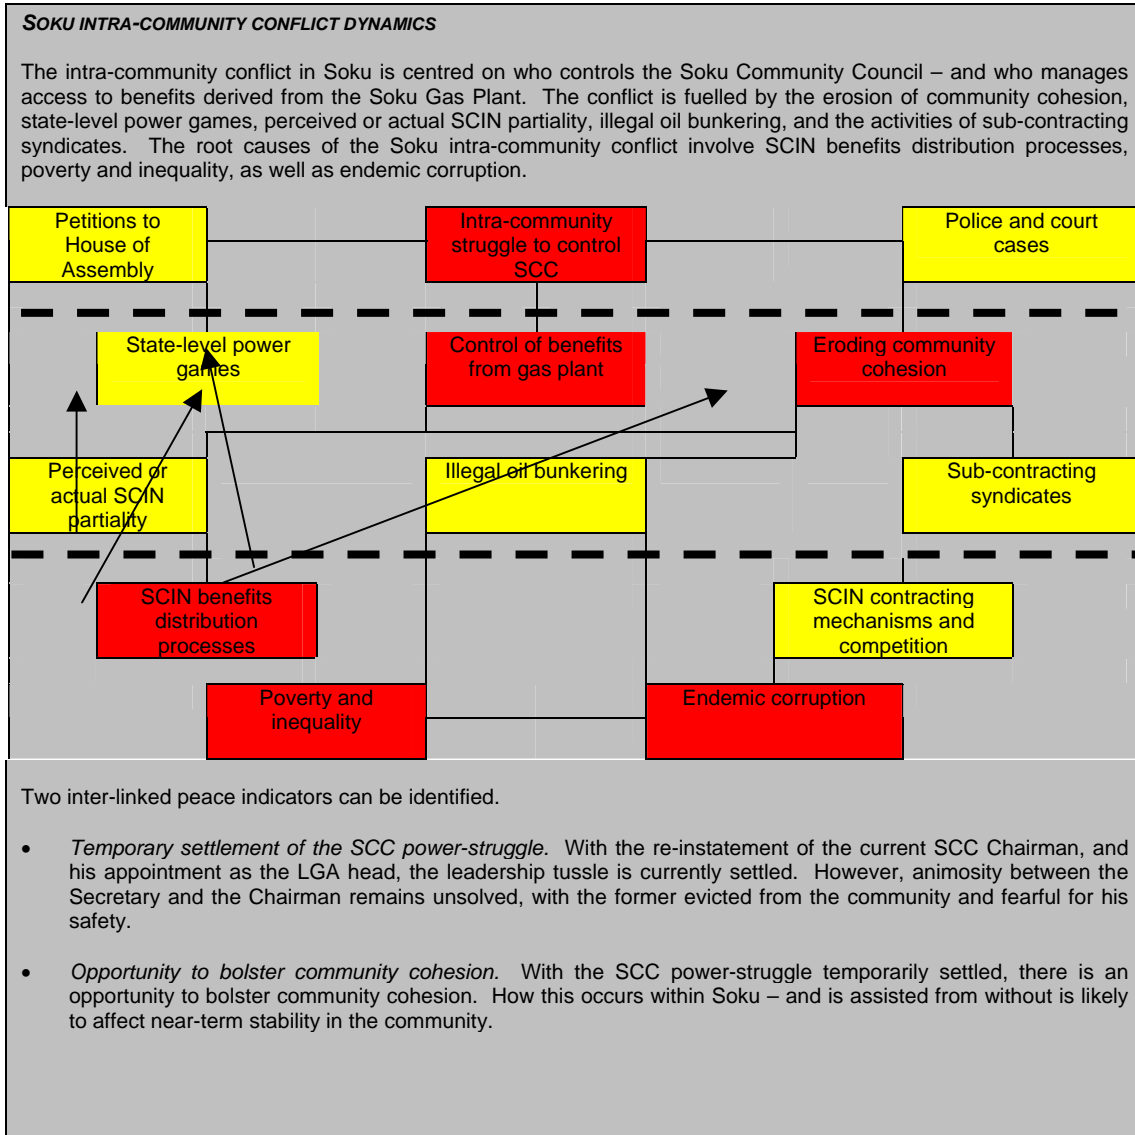 SOKU INTRA-COMMUNITY CONFLICT DYNAMICS
The intra-community conflict in Soku is centred on who controls the Soku Community Council – and who manages
access to benefits derived from the Soku Gas Plant. The conflict is fuelled by the erosion of community cohesion,
state-level power games, perceived or actual SCIN partiality, illegal oil bunkering, and the activities of sub-contracting
syndicates. The root causes of the Soku intra-community conflict involve SCIN benefits distribution processes,
poverty and inequality, as well as endemic corruption.
Petitions to
House of
Assembly
Intra-community
struggle to control
SCC
Police and court
cases
State-level power
games
Control of benefits
from gas plant
Eroding community
cohesion
Perceived or
actual SCIN
partiality
Illegal oil bunkering
Sub-contracting
syndicates
SCIN benefits
distribution
processes
SCIN contracting
mechanisms and
competition
Poverty and
inequality
Endemic corruption
Two inter-linked peace indicators can be identified.
• Temporary settlement of the SCC power-struggle. With the re-instatement of the current SCC Chairman, and
his appointment as the LGA head, the leadership tussle is currently settled. However, animosity between the
Secretary and the Chairman remains unsolved, with the former evicted from the community and fearful for his
safety.
• Opportunity to bolster community cohesion. With the SCC power-struggle temporarily settled, there is an
opportunity to bolster community cohesion. How this occurs within Soku – and is assisted from without is likely
to affect near-term stability in the community.